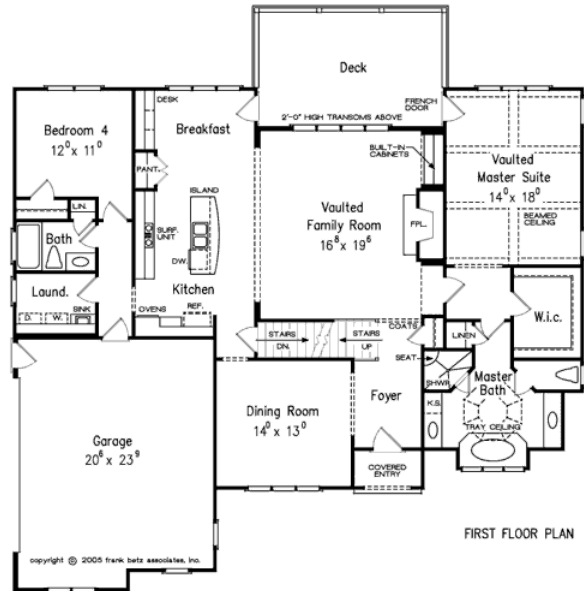 Deck
2'-0" HIGH TRANSOMS ABOVE
FRENCH
DOOR
DESK
Bedroom 4
12⁰ x 11⁰
Breakfast
PANT.
BUILT-IN
CABINETS
Vaulted
Master Suite
14⁰ x 18⁰
BEAMED
CEILING
LIN.
ISLAND
SURF.
UNIT
D.W.
Vaulted
Family Room
16⁸ x 19⁶
FPL.
Bath
Kitchen
Laund.
SINK
D.
W.
OVENS
REF.
W.i.c.
COATS
LINEN
STAIRS
DN.
STAIRS
UP
SEAT
SHWR.
Master
Bath
K.S.
TRAY CEILING
Foyer
Dining Room
14⁰ x 13⁰
Garage
20⁶ x 23⁹
COVERED
ENTRY
FIRST FLOOR PLAN
copyright © 2005 frank betz associates, inc.